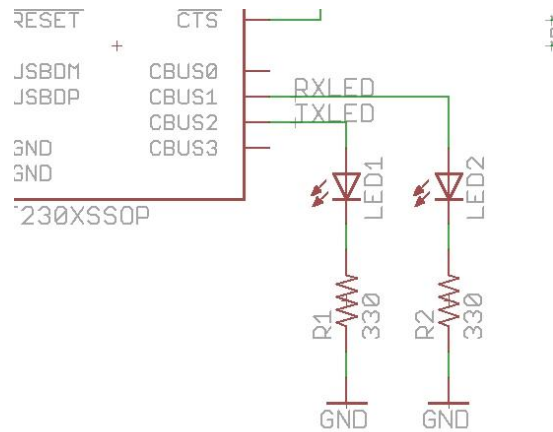 RESET CTS
USBDM CBUS0
USBDP CBUS1 RXLED
CBUS2 TXLED
GND CBUS3
GND
T230XSSOP
LED1 LED2
R1 330 R2 330
GND GND